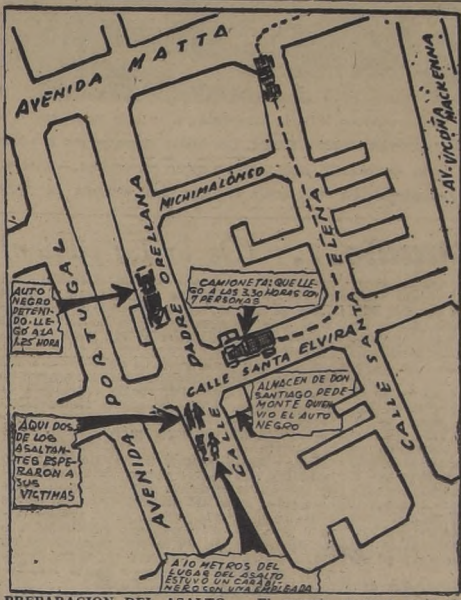 AVENIDA MATTA
AV. VICUÑA
MACKENNA
MICHIMALONCO
PADRE ORELLANA
PORTUGAL
AVENIDA
CALLE SANTA ELENA
AUTO
NEGRO
DETENI-
DO. LLE-
GO A LA
1.25 HORA
CAMIONETA: QUE LLE-
GO A LAS 3.30 HORAS CON
7 PERSONAS
CALLE SANTA ELVIRA
ALMACEN DE DON
SANTIAGO PEDE-
MONTE QUIEN
VIO EL AUTO
NEGRO
AQUI DOS
DE LOS
ASALTAN-
TES ESPE-
RARON A
SUS
VICTIMAS
CALLE
A 10 METROS DEL
LUGAR DEL ASALTO
ESTUVO UN CARABI-
NERO CON UNA EMPLEADA
PREPARACION DEL ASALTO